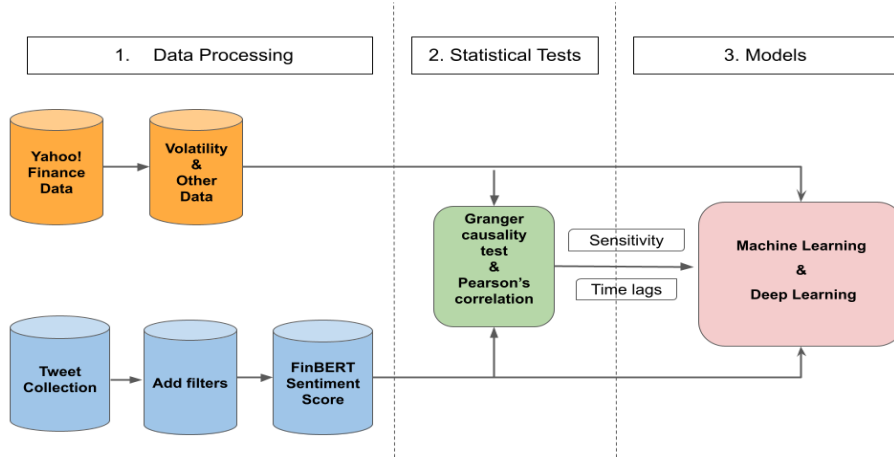 1. Data Processing
2. Statistical Tests
3. Models
Yahoo!
Finance
Data
Volatility
&
Other
Data
Granger
causality
test
&
Pearson's
correlation
Sensitivity
Time lags
Machine Learning
&
Deep Learning
Tweet
Collection
Add filters
FinBERT
Sentiment
Score